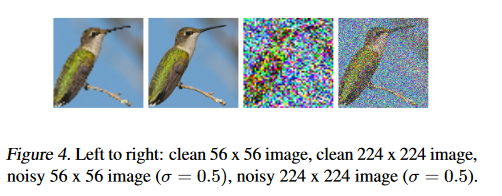 Figure 4. Left to right: clean 56 x 56 image, clean 224 x 224 image,
noisy 56 x 56 image (σ = 0.5), noisy 224 x 224 image (σ = 0.5).